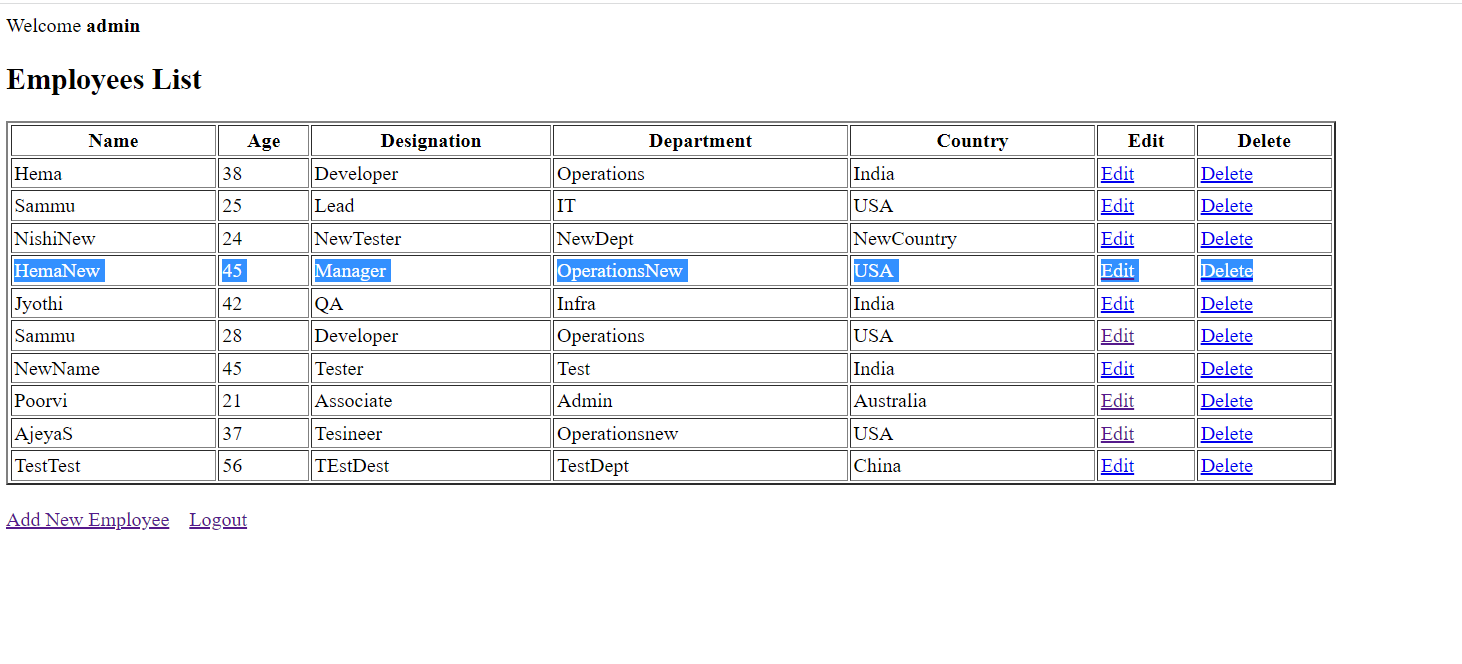 Welcome admin
Employees List
Name Age Designation Department Country Edit Delete
Hema 38 Developer Operations India Edit Delete
Sammu 25 Lead IT USA Edit Delete
NishiNew 24 NewTester NewDept NewCountry Edit Delete
HemaNew 45 Manager OperationsNew USA Edit Delete
Jyothi 42 QA Infra India Edit Delete
Sammu 28 Developer Operations USA Edit Delete
NewName 45 Tester Test India Edit Delete
Poorvi 21 Associate Admin Australia Edit Delete
AjeyaS 37 Tesineer Operationsnew USA Edit Delete
TestTest 56 TEstDest TestDept China Edit Delete
Add New Employee Logout